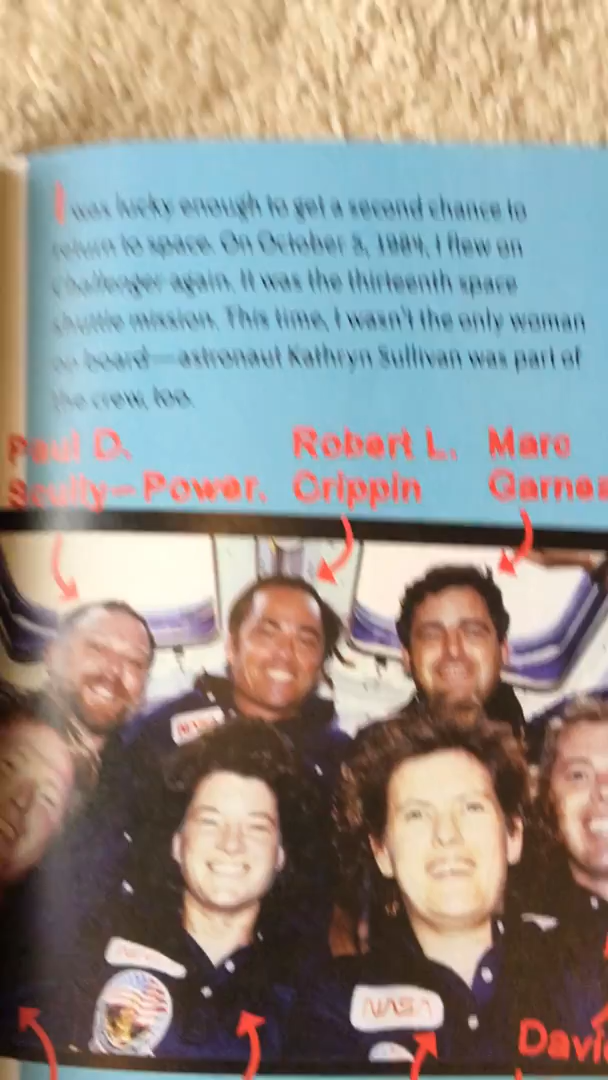 I was lucky enough to get a second chance to
return to space. On October 5, 1984, I flew on
Challenger again. It was the thirteenth space
shuttle mission. This time, I wasn't the only woman
on board—astronaut Kathryn Sullivan was part of
the crew, too.
Paul D. Robert L. Marc
Scully-Power. Crippin Garnea
NASA
NASA
Davi